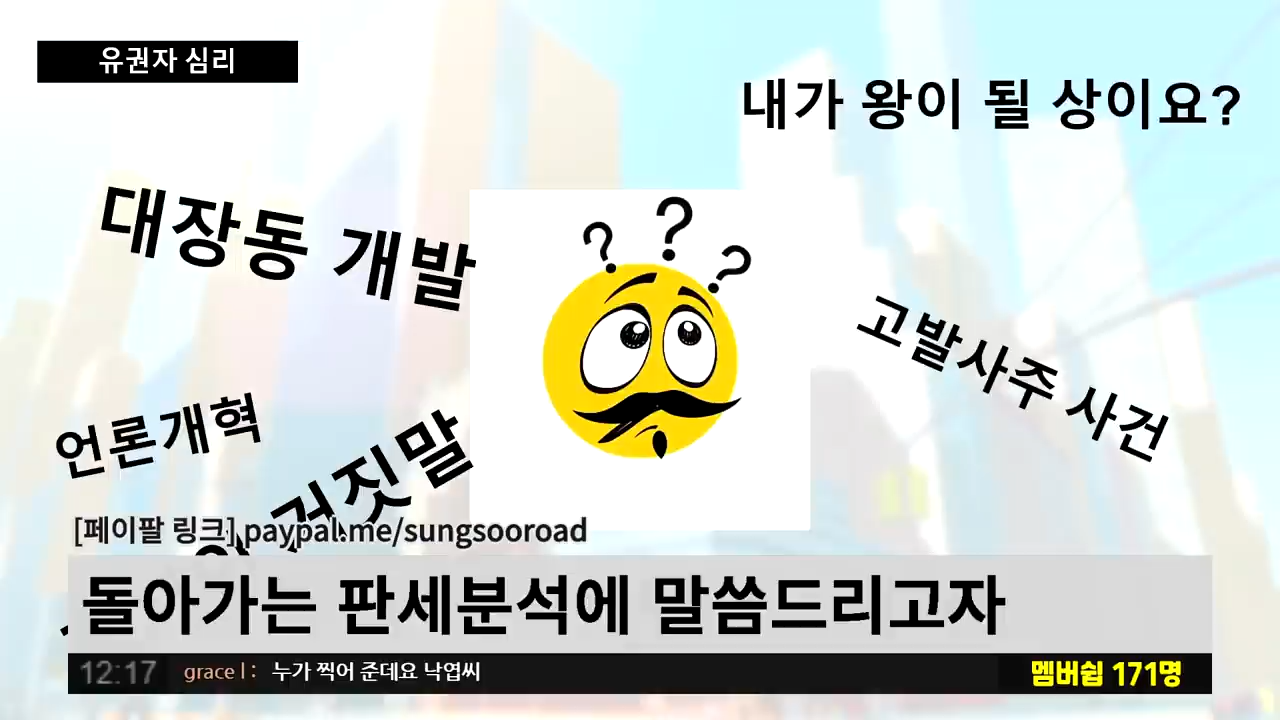 유권자 심리
내가 왕이 될 상이요?
대장동 개발
고발사주 사건
언론개혁
거짓말
[페이팔 링크] paypal.me/sungsooroad
돌아가는 판세분석에 말씀드리고자
12:17 grace l : 누가 찍어 준데요 낙엽씨 멤버쉽 171명